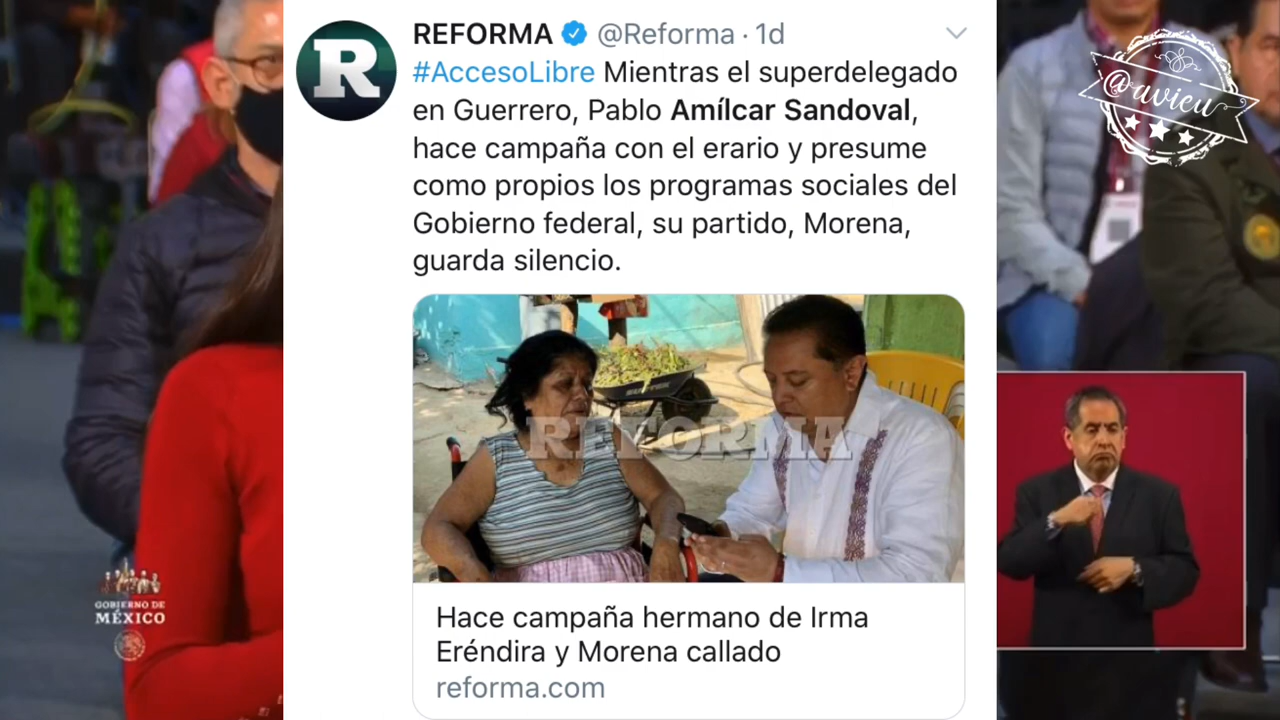 REFORMA @Reforma · 1d
#AccesoLibre Mientras el superdelegado
en Guerrero, Pablo Amílcar Sandoval,
hace campaña con el erario y presume
como propios los programas sociales del
Gobierno federal, su partido, Morena,
guarda silencio.
R
REFORMA
Hace campaña hermano de Irma
Eréndira y Morena callado
reforma.com
@avieu
GOBIERNO DE
MÉXICO